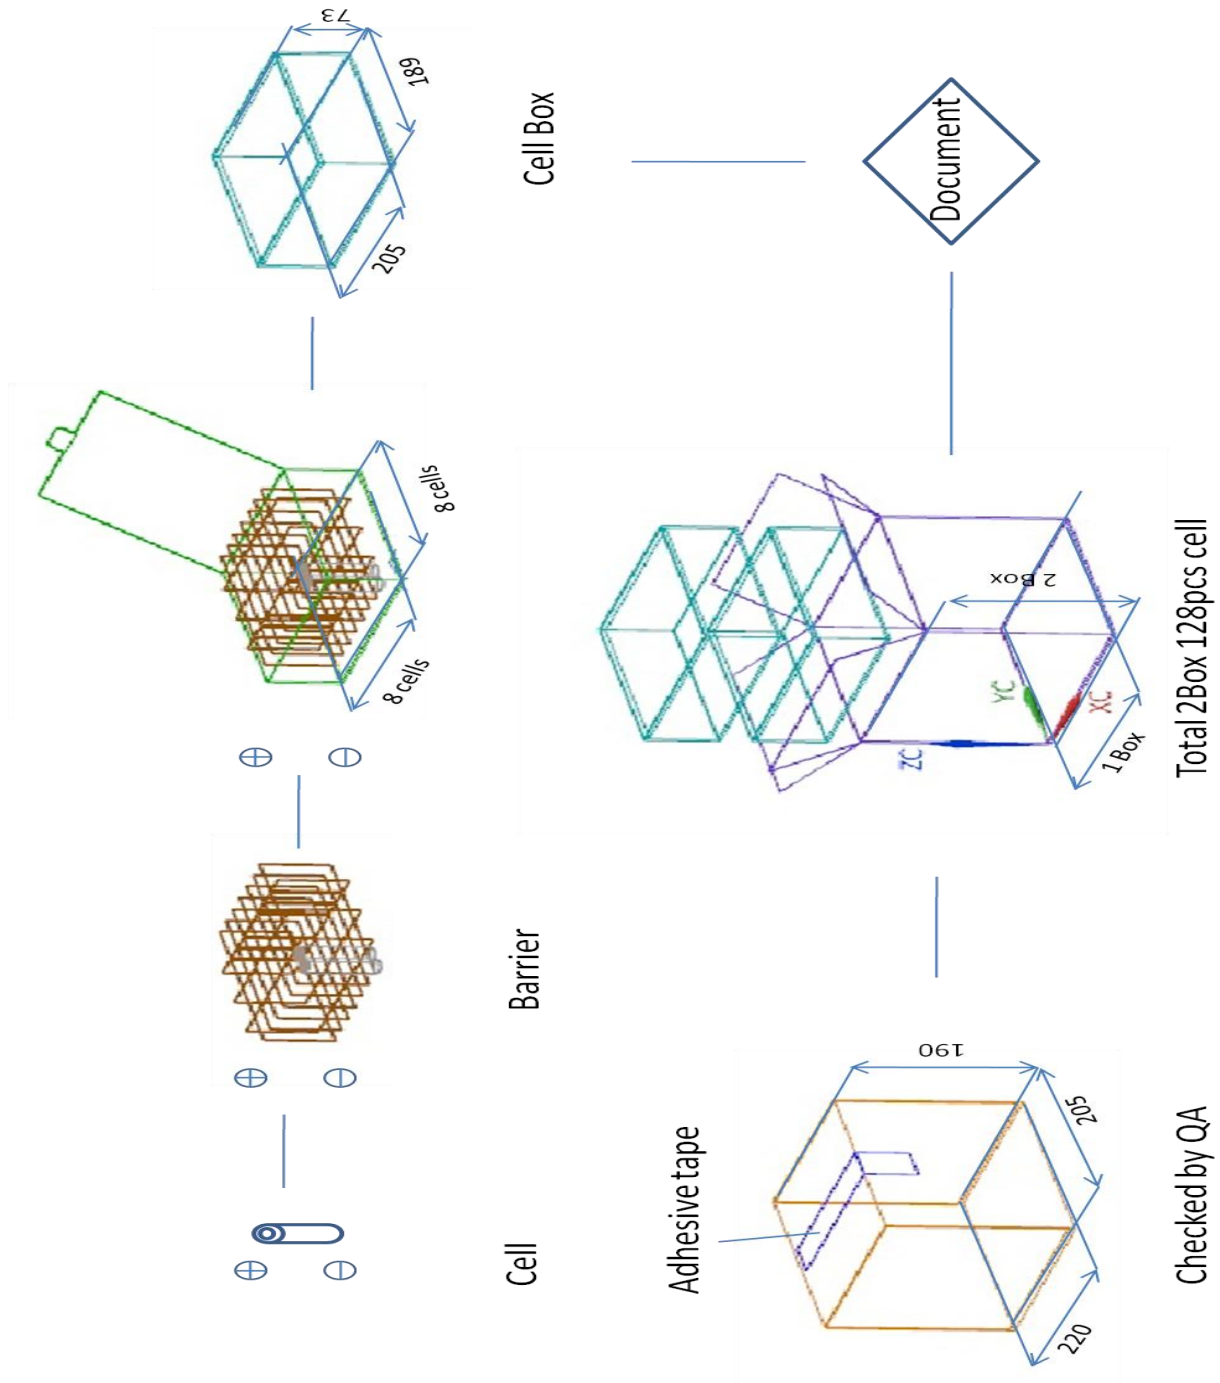 Cell
Barrier
8 cells
8 cells
Cell Box
205
189
73
Adhesive tape
190
205
220
Checked by QA
ZC
YC
XC
2 Box
1 Box
Total 2Box 128pcs cell
Document